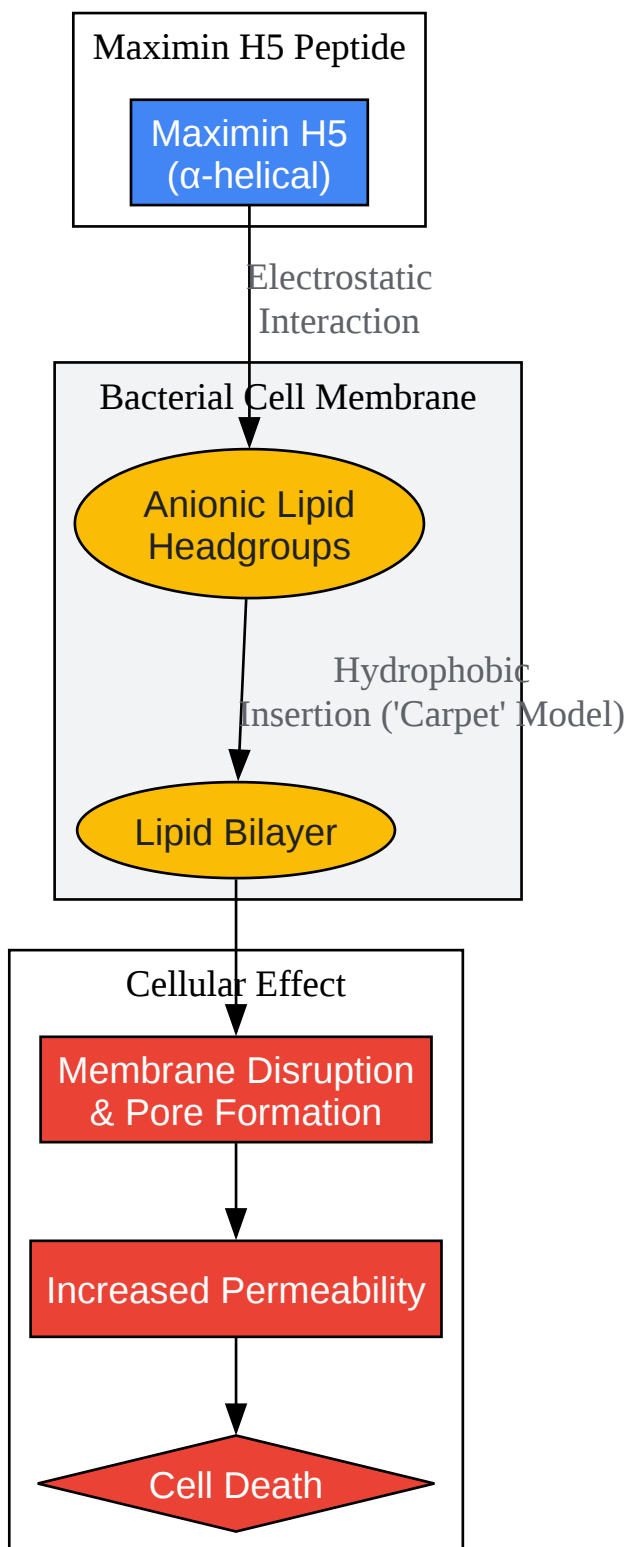 Maximin H5 Peptide
Maximin H5
(α-helical)
Electrostatic
Interaction
Bacterial Cell Membrane
Anionic Lipid
Headgroups
Hydrophobic
Insertion ('Carpet' Model)
Lipid Bilayer
Cellular Effect
Membrane Disruption
& Pore Formation
Increased Permeability
Cell Death